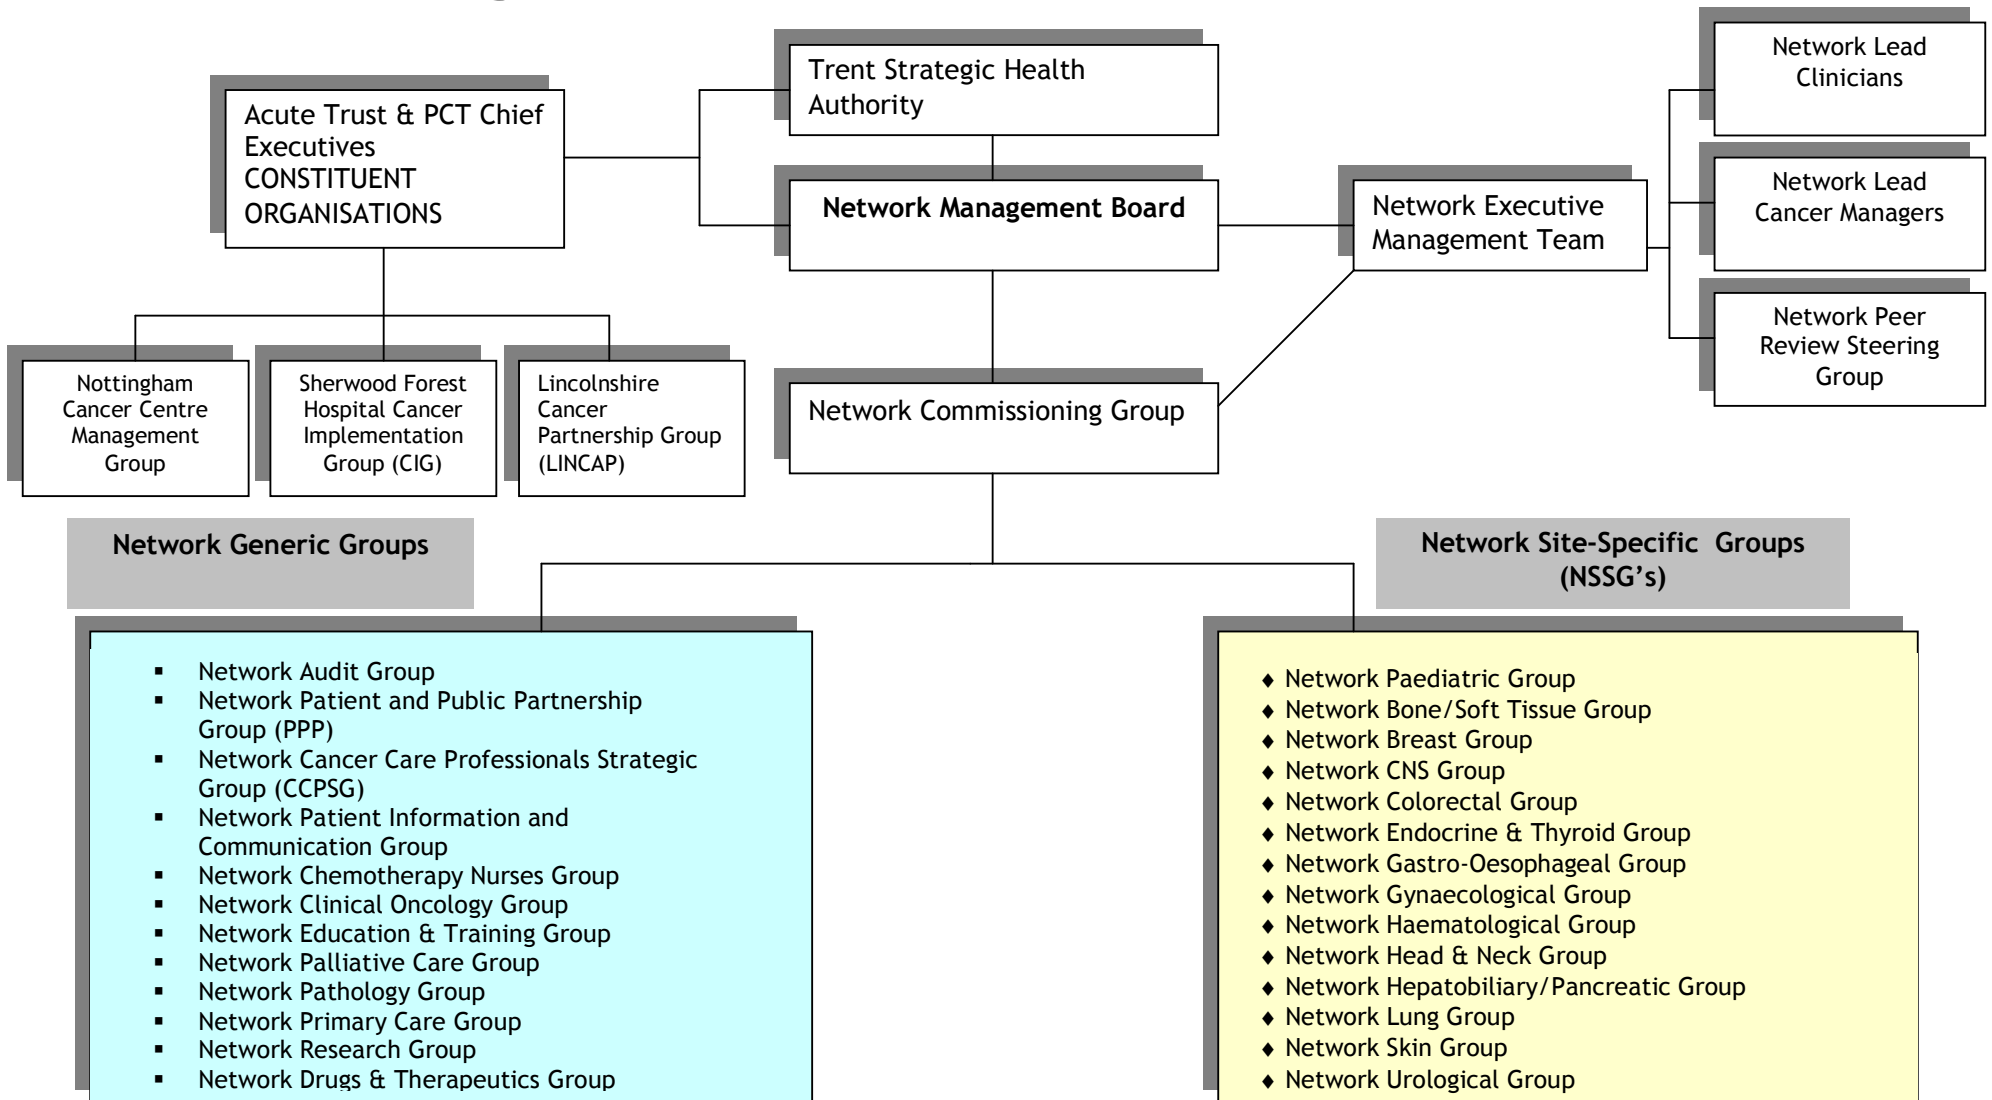 Trent Strategic Health
Authority
Acute Trust & PCT Chief
Executives
CONSTITUENT
ORGANISATIONS
Network Management Board
Network Executive
Management Team
Network Lead
Clinicians
Network Lead
Cancer Managers
Network Peer
Review Steering
Group
Nottingham
Cancer Centre
Management
Group
Sherwood Forest
Hospital Cancer
Implementation
Group (CIG)
Lincolnshire
Cancer
Partnership Group
(LINCAP)
Network Commissioning Group
Network Generic Groups
▪ Network Audit Group
▪ Network Patient and Public Partnership
Group (PPP)
▪ Network Cancer Care Professionals Strategic
Group (CCPSG)
▪ Network Patient Information and
Communication Group
▪ Network Chemotherapy Nurses Group
▪ Network Clinical Oncology Group
▪ Network Education & Training Group
▪ Network Palliative Care Group
▪ Network Pathology Group
▪ Network Primary Care Group
▪ Network Research Group
▪ Network Drugs & Therapeutics Group
Network Site-Specific Groups
(NSSG’s)
♦ Network Paediatric Group
♦ Network Bone/Soft Tissue Group
♦ Network Breast Group
♦ Network CNS Group
♦ Network Colorectal Group
♦ Network Endocrine & Thyroid Group
♦ Network Gastro-Oesophageal Group
♦ Network Gynaecological Group
♦ Network Haematological Group
♦ Network Head & Neck Group
♦ Network Hepatobiliary/Pancreatic Group
♦ Network Lung Group
♦ Network Skin Group
♦ Network Urological Group